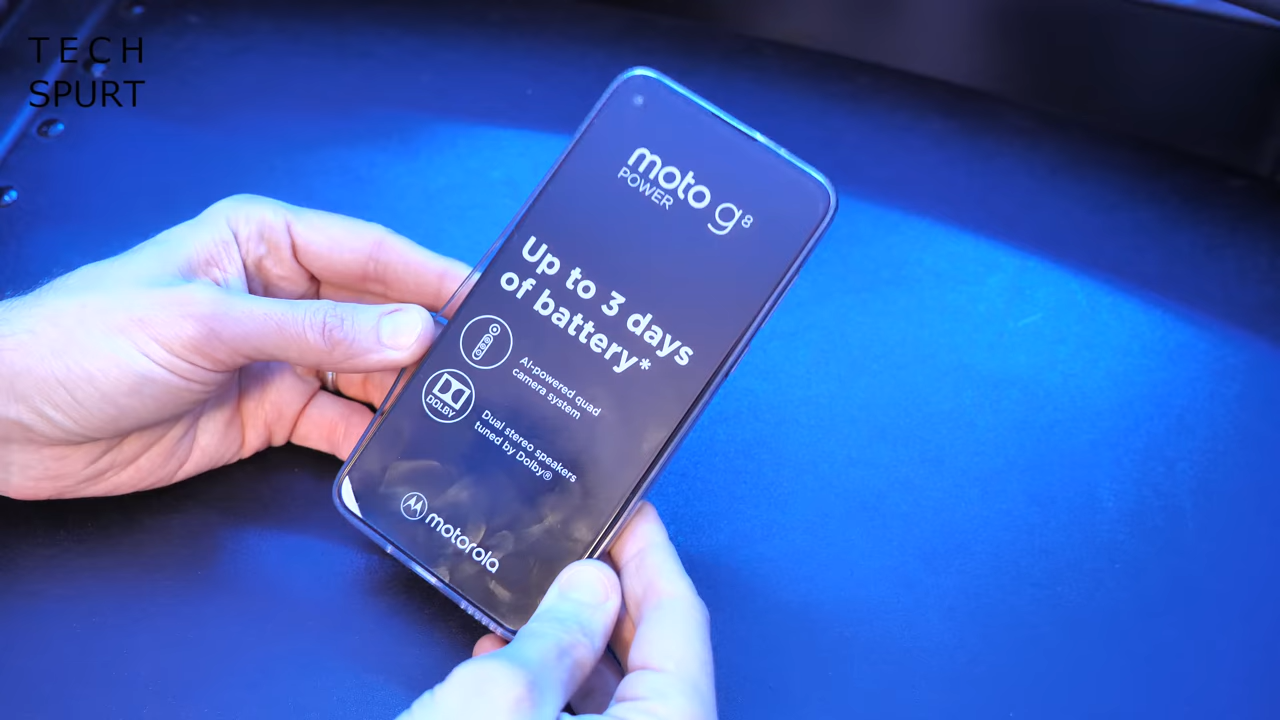 TECH
SPURT
moto g8
POWER
Up to 3 days
of battery*
AI-powered quad
camera system
DOLBY
Dual stereo speakers
tuned by Dolby®
motorola